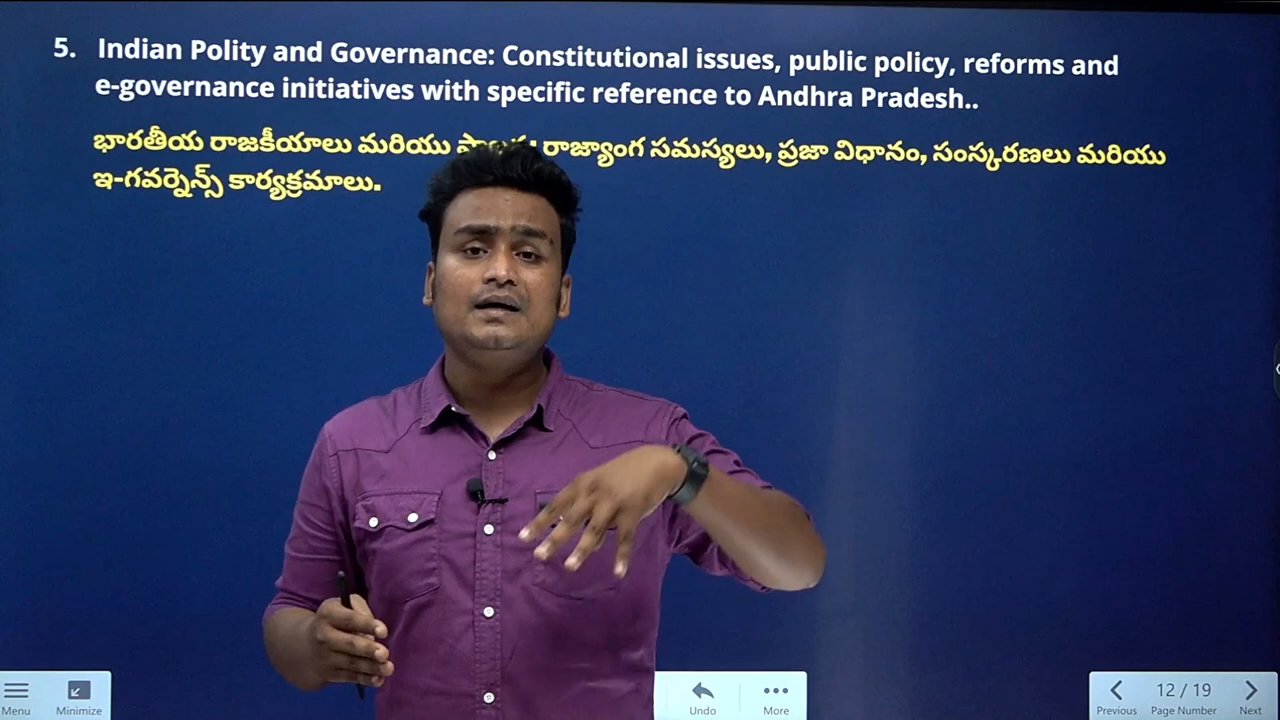 5. Indian Polity and Governance: Constitutional issues, public policy, reforms and
e-governance initiatives with specific reference to Andhra Pradesh..
భారతీయ రాజకీయాలు మరియు రాజ్యాంగ సమస్యలు, ప్రజా విధానం, సంస్కరణలు మరియు
ఇ-గవర్నెన్స్ కార్యక్రమాలు.
Menu Minimize Undo More Previous 12 / 19 Page Number Next